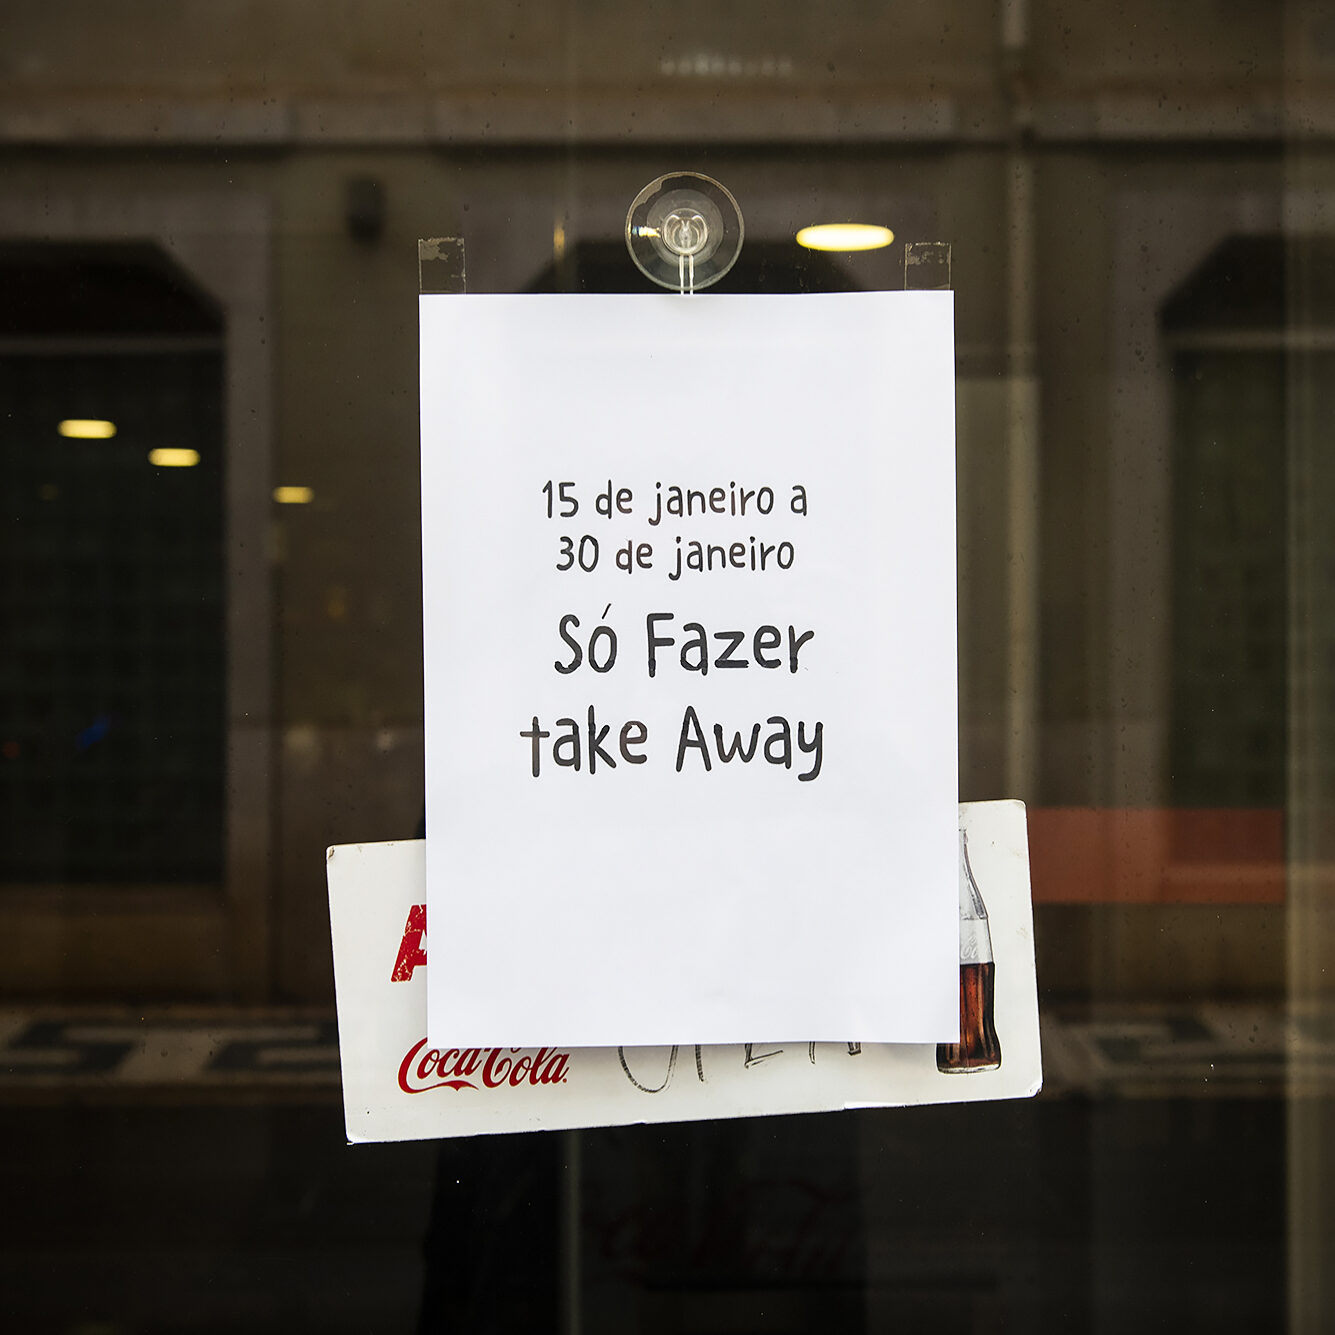 15 de janeiro a
30 de janeiro
Só Fazer
take Away
Coca-Cola